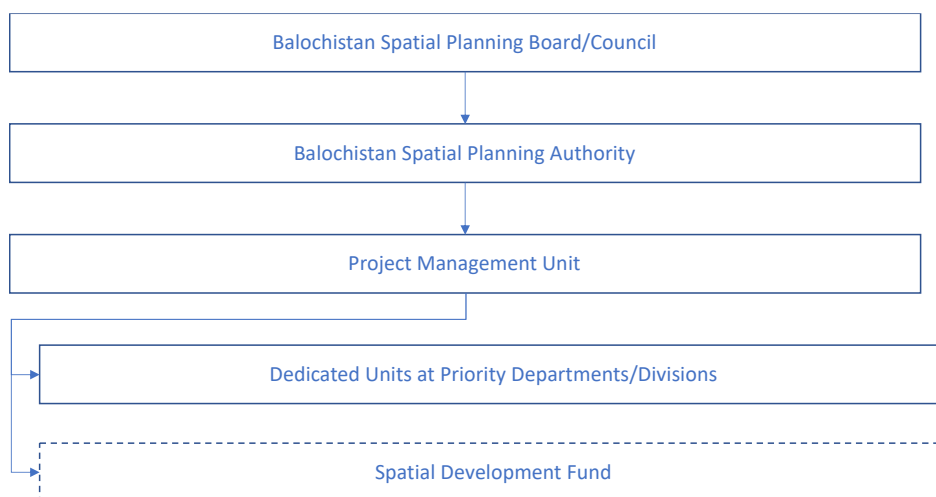 Balochistan Spatial Planning Board/Council
Balochistan Spatial Planning Authority
Project Management Unit
Dedicated Units at Priority Departments/Divisions
Spatial Development Fund